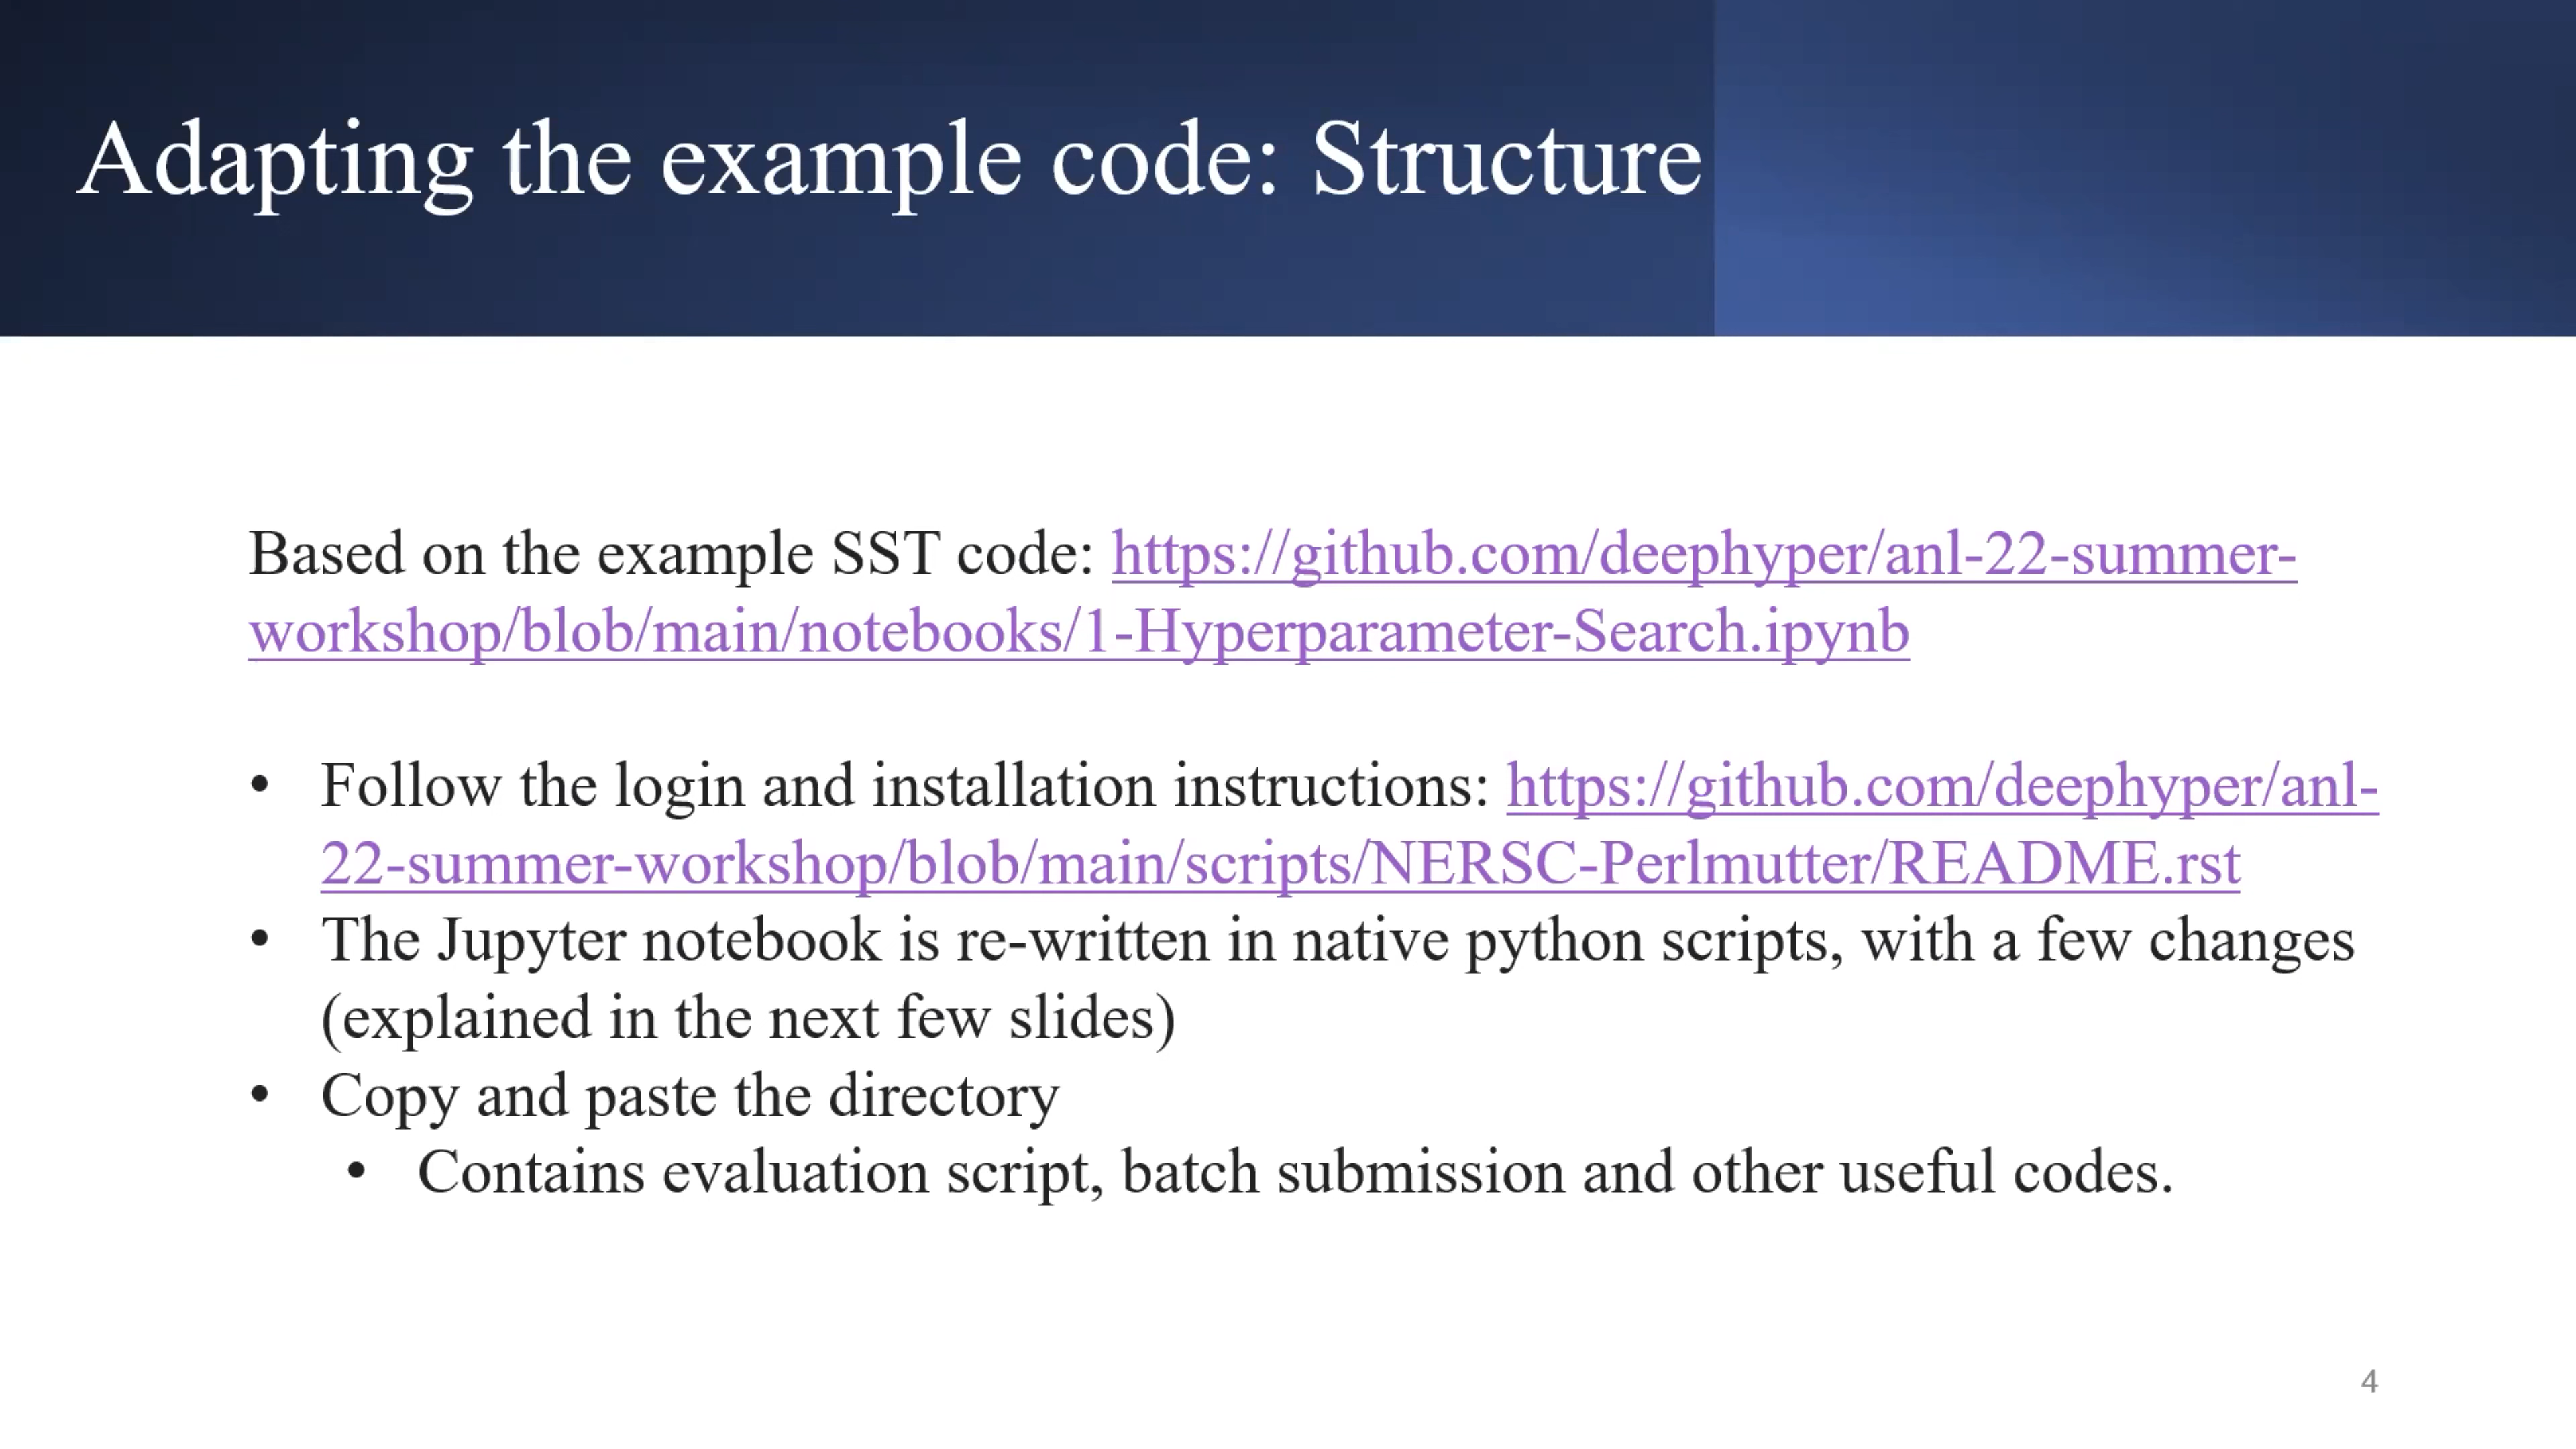 Adapting the example code: Structure
Based on the example SST code: https://github.com/deephyper/anl-22-summer-
workshop/blob/main/notebooks/1-Hyperparameter-Search.ipynb
• Follow the login and installation instructions: https://github.com/deephyper/anl-
22-summer-workshop/blob/main/scripts/NERSC-Perlmutter/README.rst
• The Jupyter notebook is re-written in native python scripts, with a few changes
(explained in the next few slides)
• Copy and paste the directory
• Contains evaluation script, batch submission and other useful codes.
4